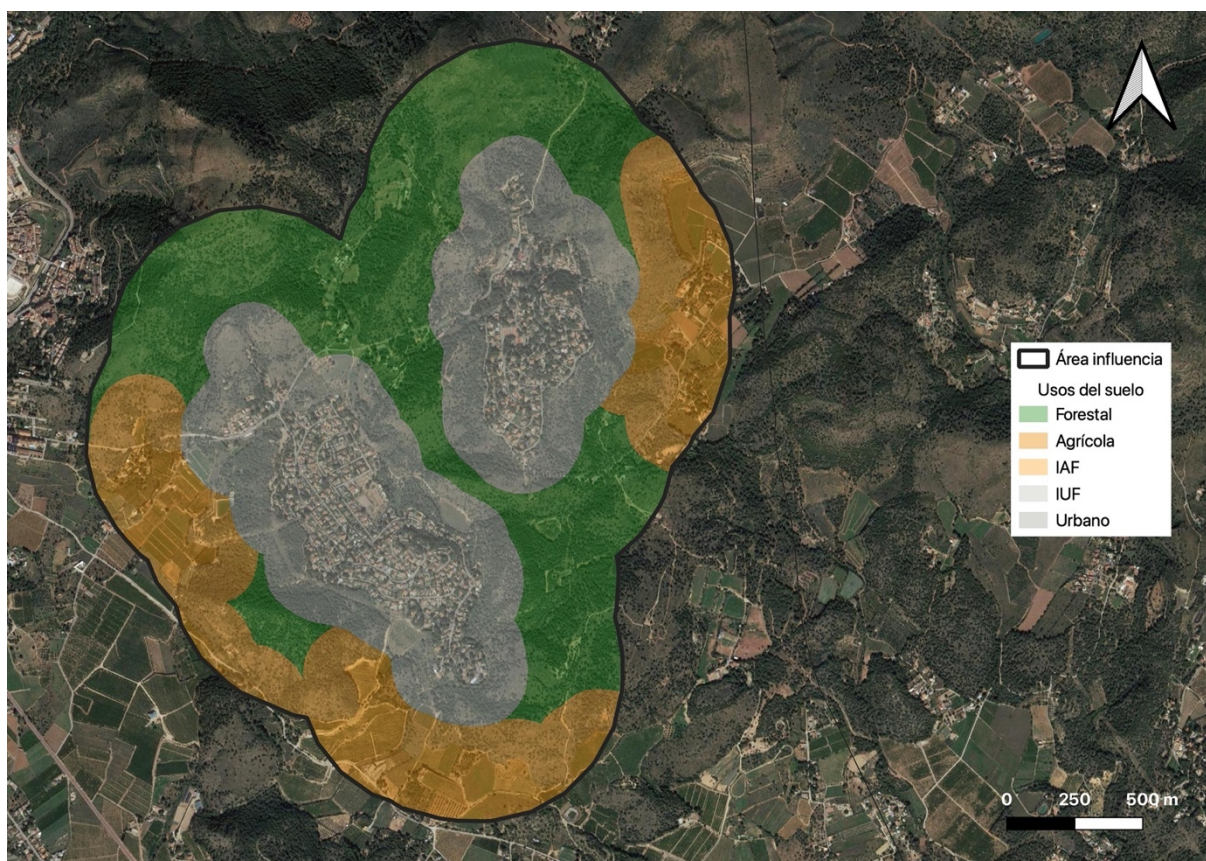 Área influencia
Usos del suelo
Forestal
Agrícola
IAF
IUF
Urbano
0 250 500 m